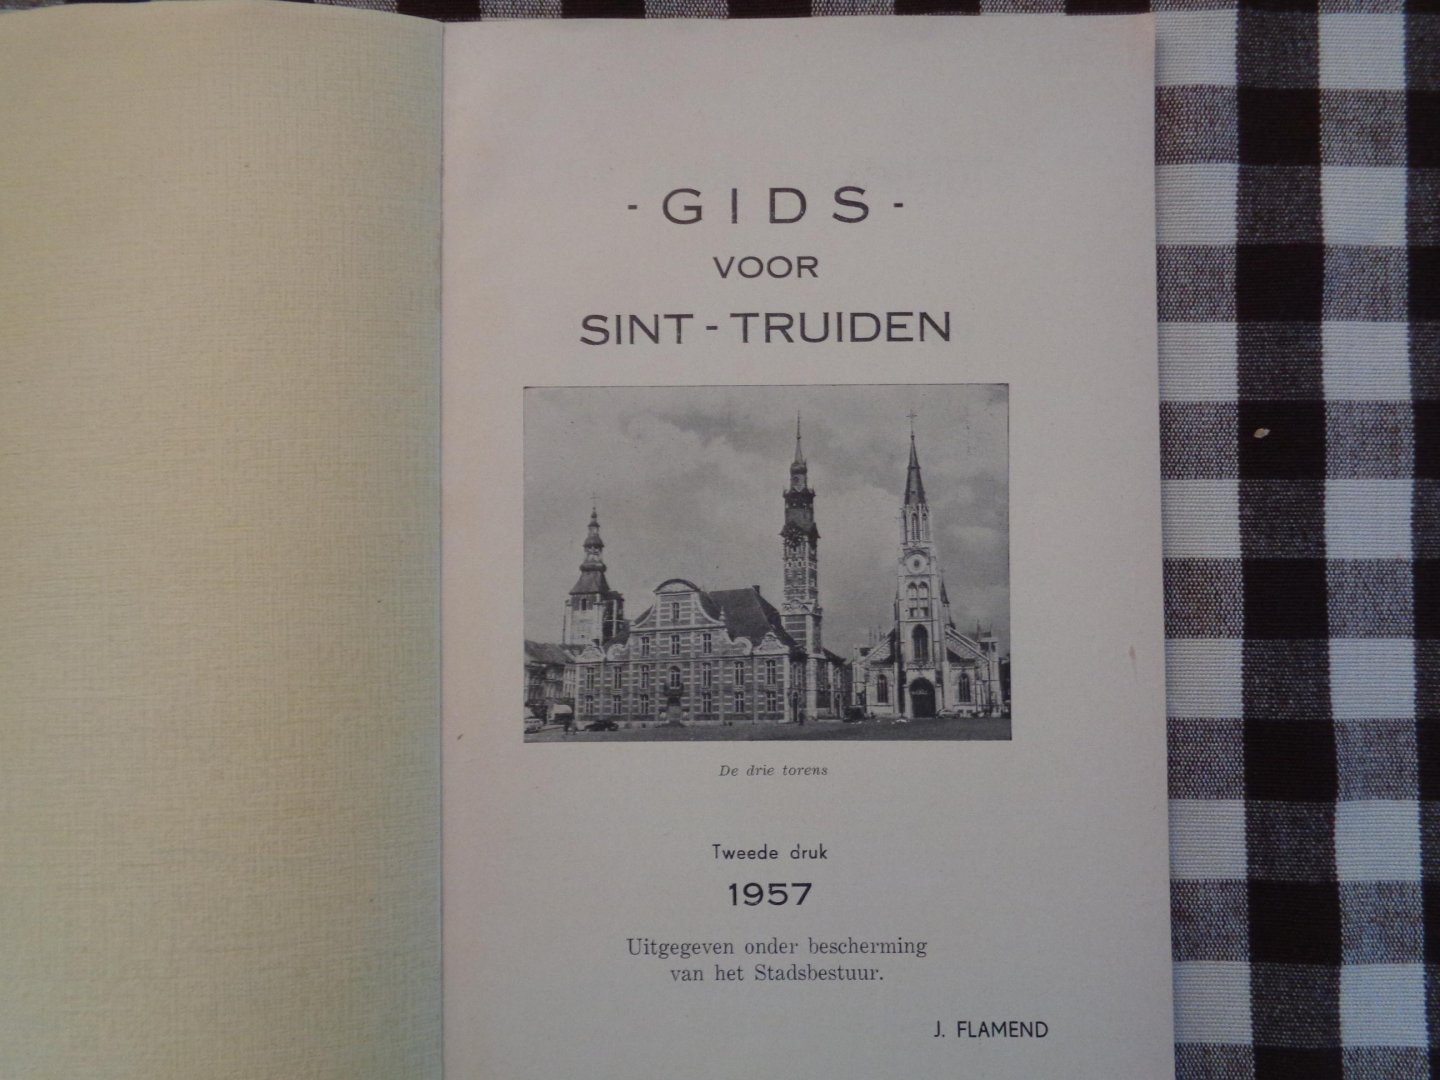 - GIDS -
VOOR
SINT - TRUIDEN
De drie torens
Tweede druk
1957
Uitgegeven onder bescherming
van het Stadsbestuur.
J. FLAMEND